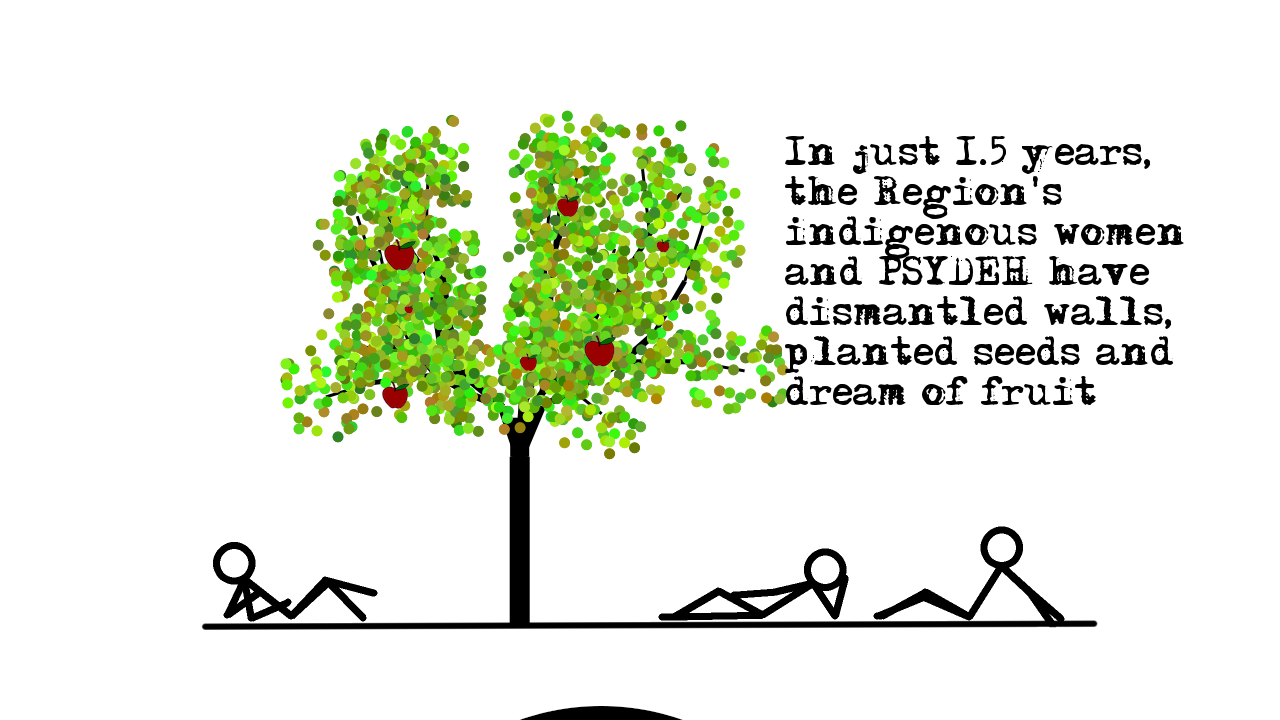 In just 1.5 years,
the Region's
indigenous women
and PSYDEH have
dismantled walls,
planted seeds and
dream of fruit